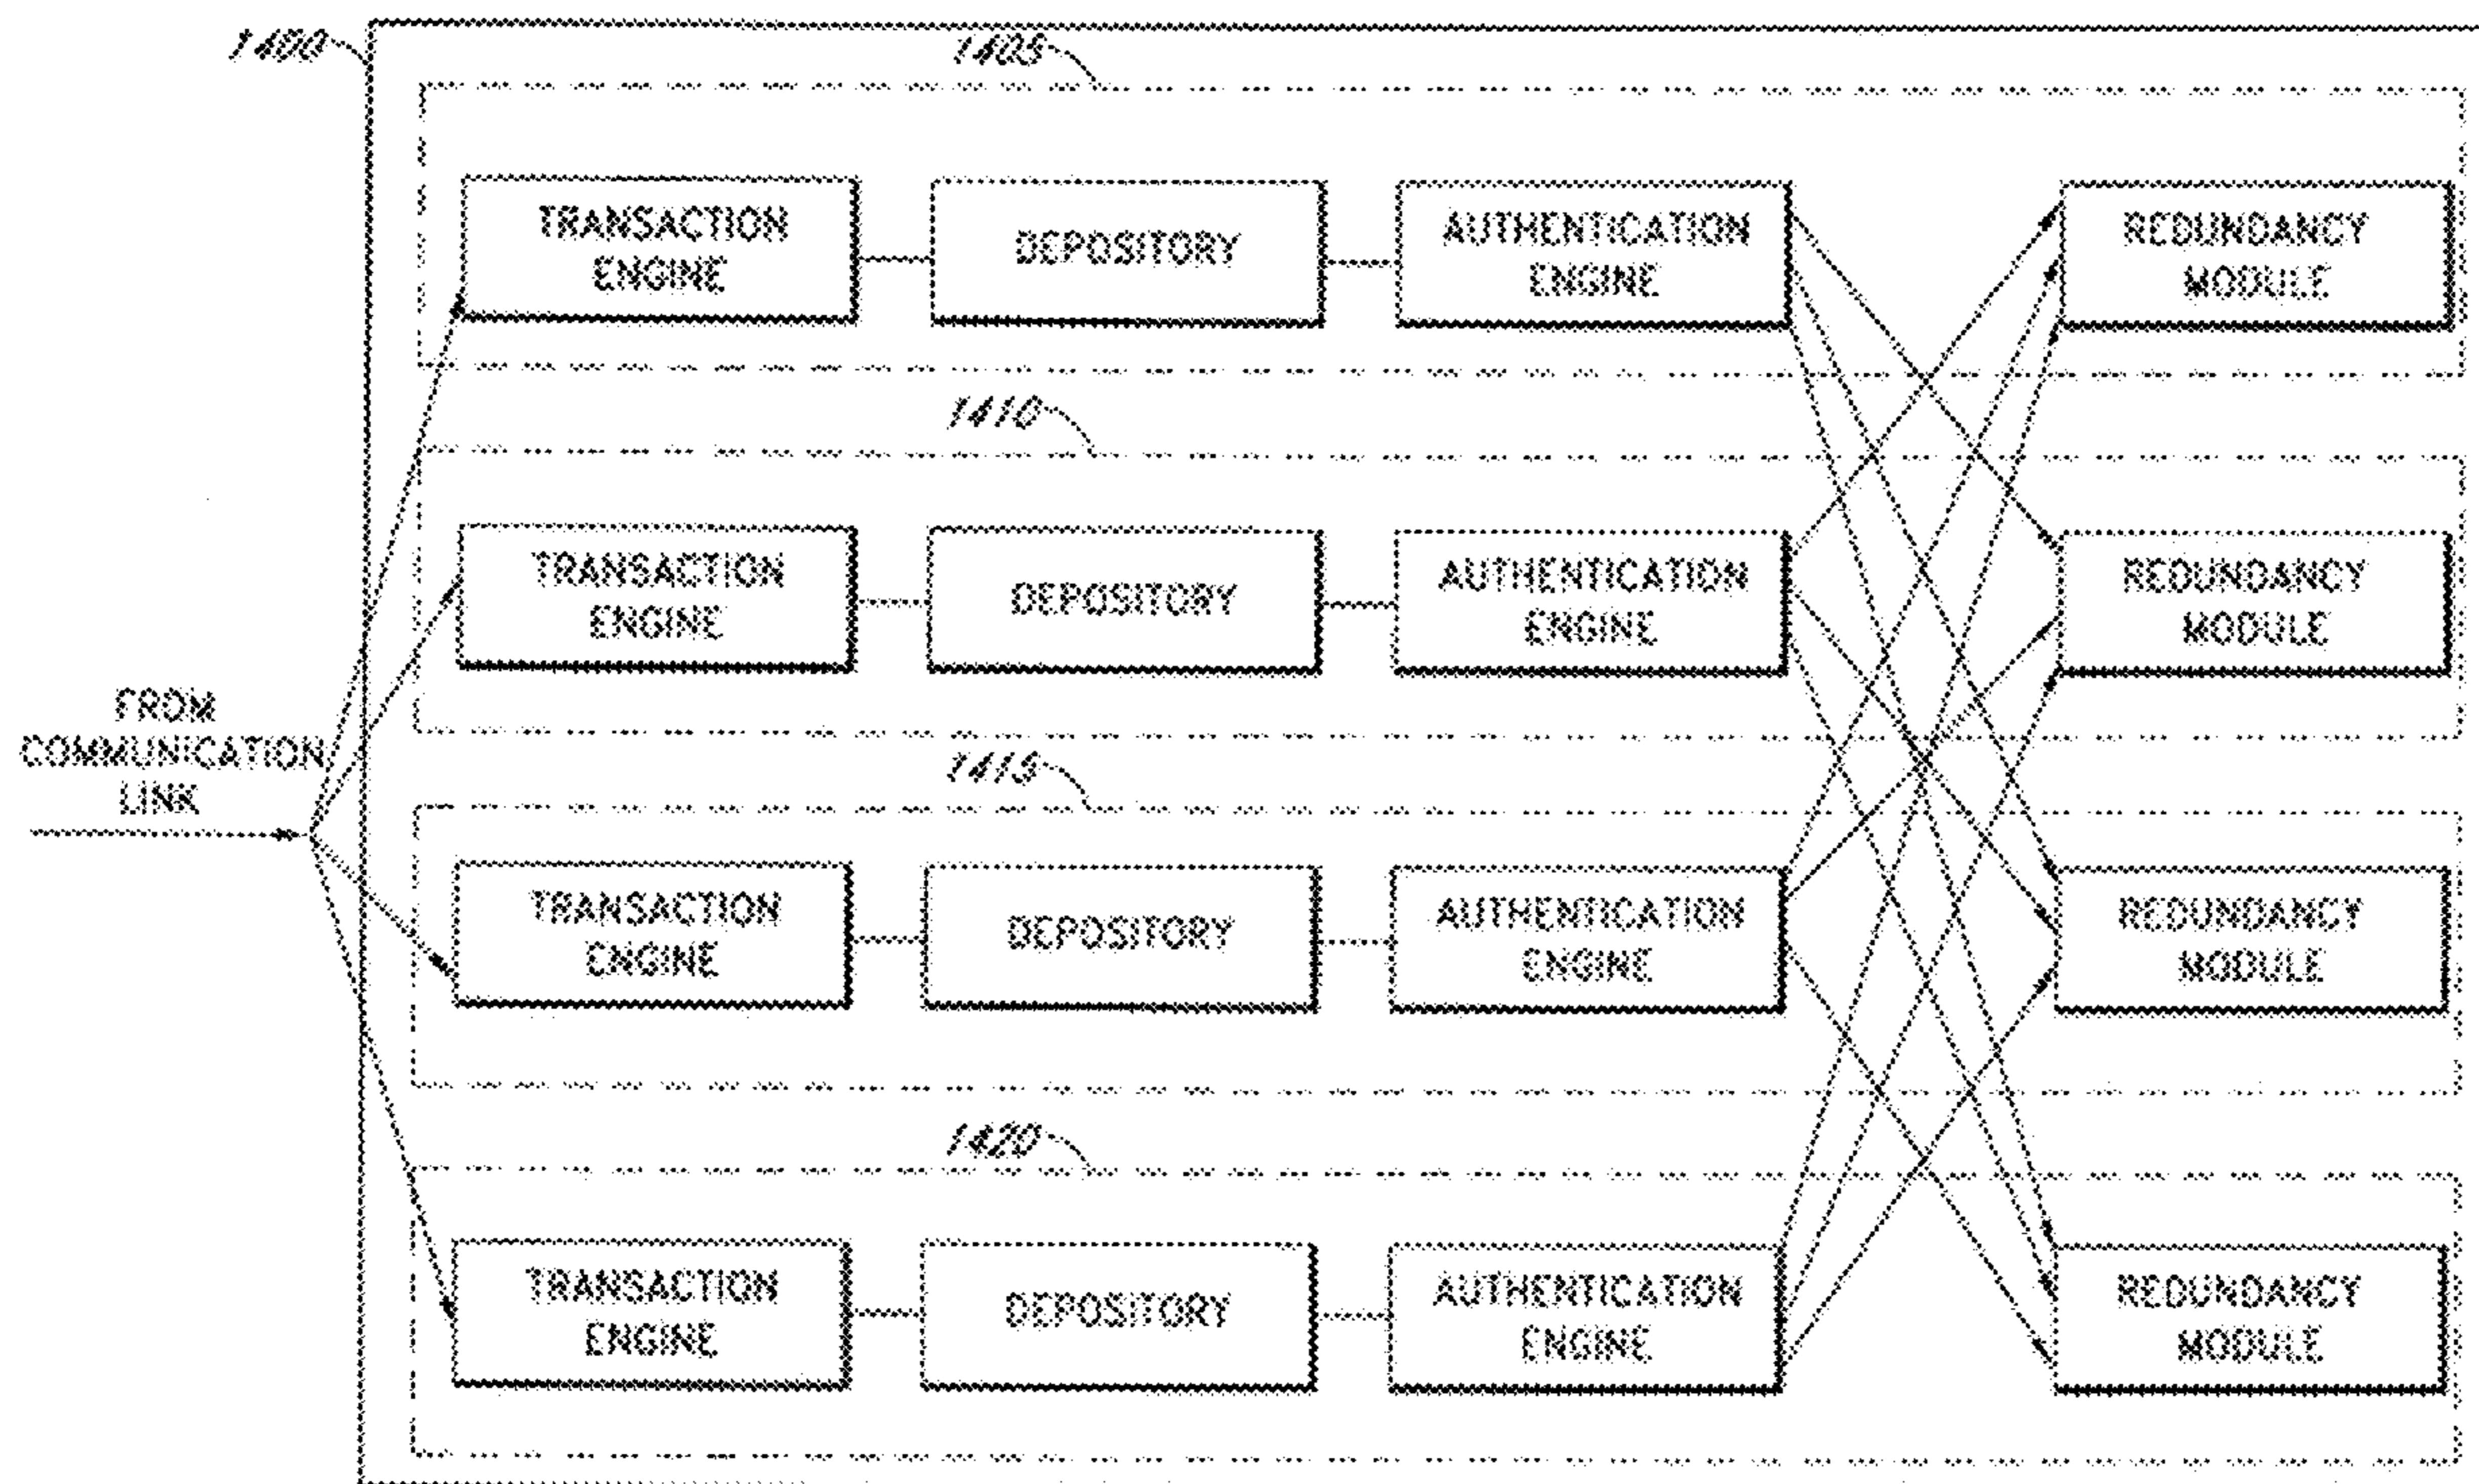 1400
1405
TRANSACTION
ENGINE
DEPOSITORY
AUTHENTICATION
ENGINE
REDUNDANCY
MODULE
1410
TRANSACTION
ENGINE
DEPOSITORY
AUTHENTICATION
ENGINE
REDUNDANCY
MODULE
FROM
COMMUNICATION
LINK
1415
TRANSACTION
ENGINE
DEPOSITORY
AUTHENTICATION
ENGINE
REDUNDANCY
MODULE
1420
TRANSACTION
ENGINE
DEPOSITORY
AUTHENTICATION
ENGINE
REDUNDANCY
MODULE